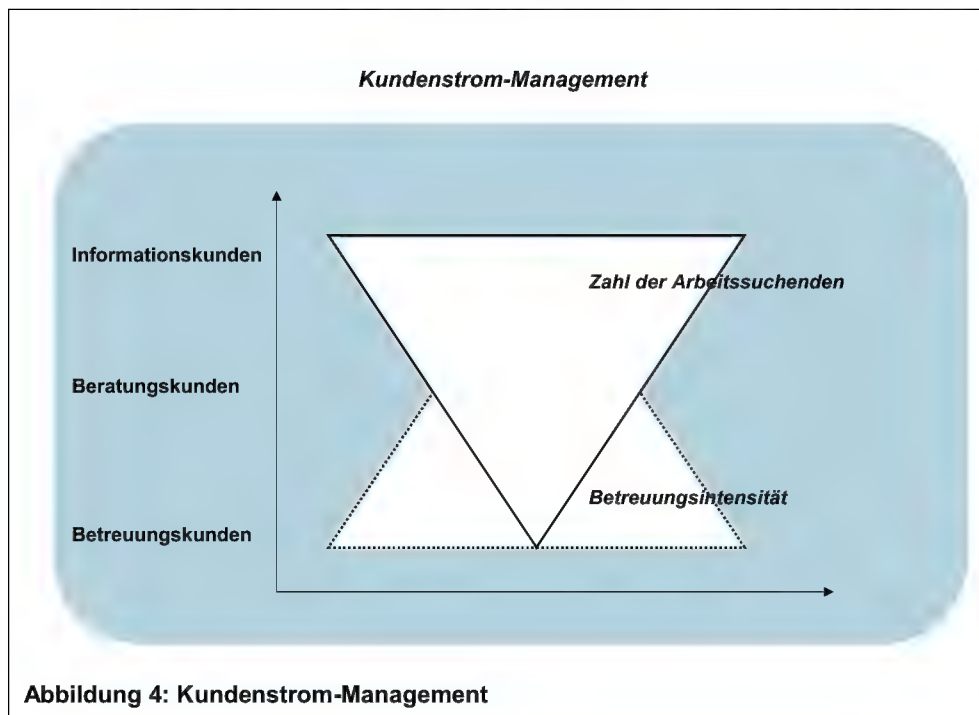 Kundenstrom-Management
Informationskunden
Zahl der Arbeitssuchenden
Beratungskunden
Betreuungsintensität
Betreuungskunden
Abbildung 4: Kundenstrom-Management